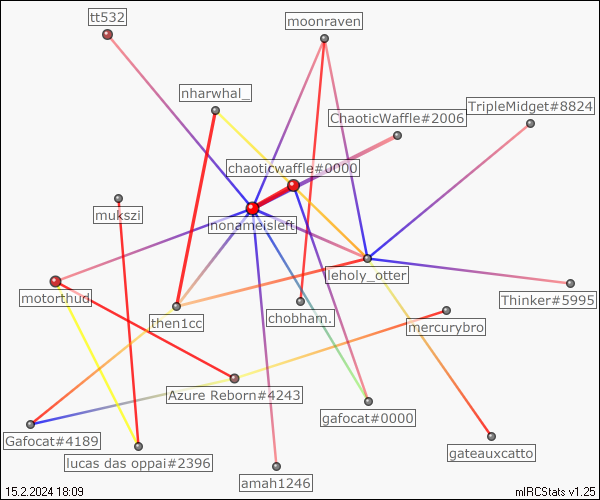 tt532
moonraven
nharwhal_
TripleMidget#8824
ChaoticWaffle#2006
chaoticwaffle#0000
mukszi
nonameisleft
leholy_otter
motorthud
Thinker#5995
then1cc
chobham.
mercurybro
Azure Reborn#4243
gafocat#0000
Gafocat#4189
gateauxcatto
lucas das oppai#2396
amah1246
15.2.2024 18:09
mIRCStats v1.25